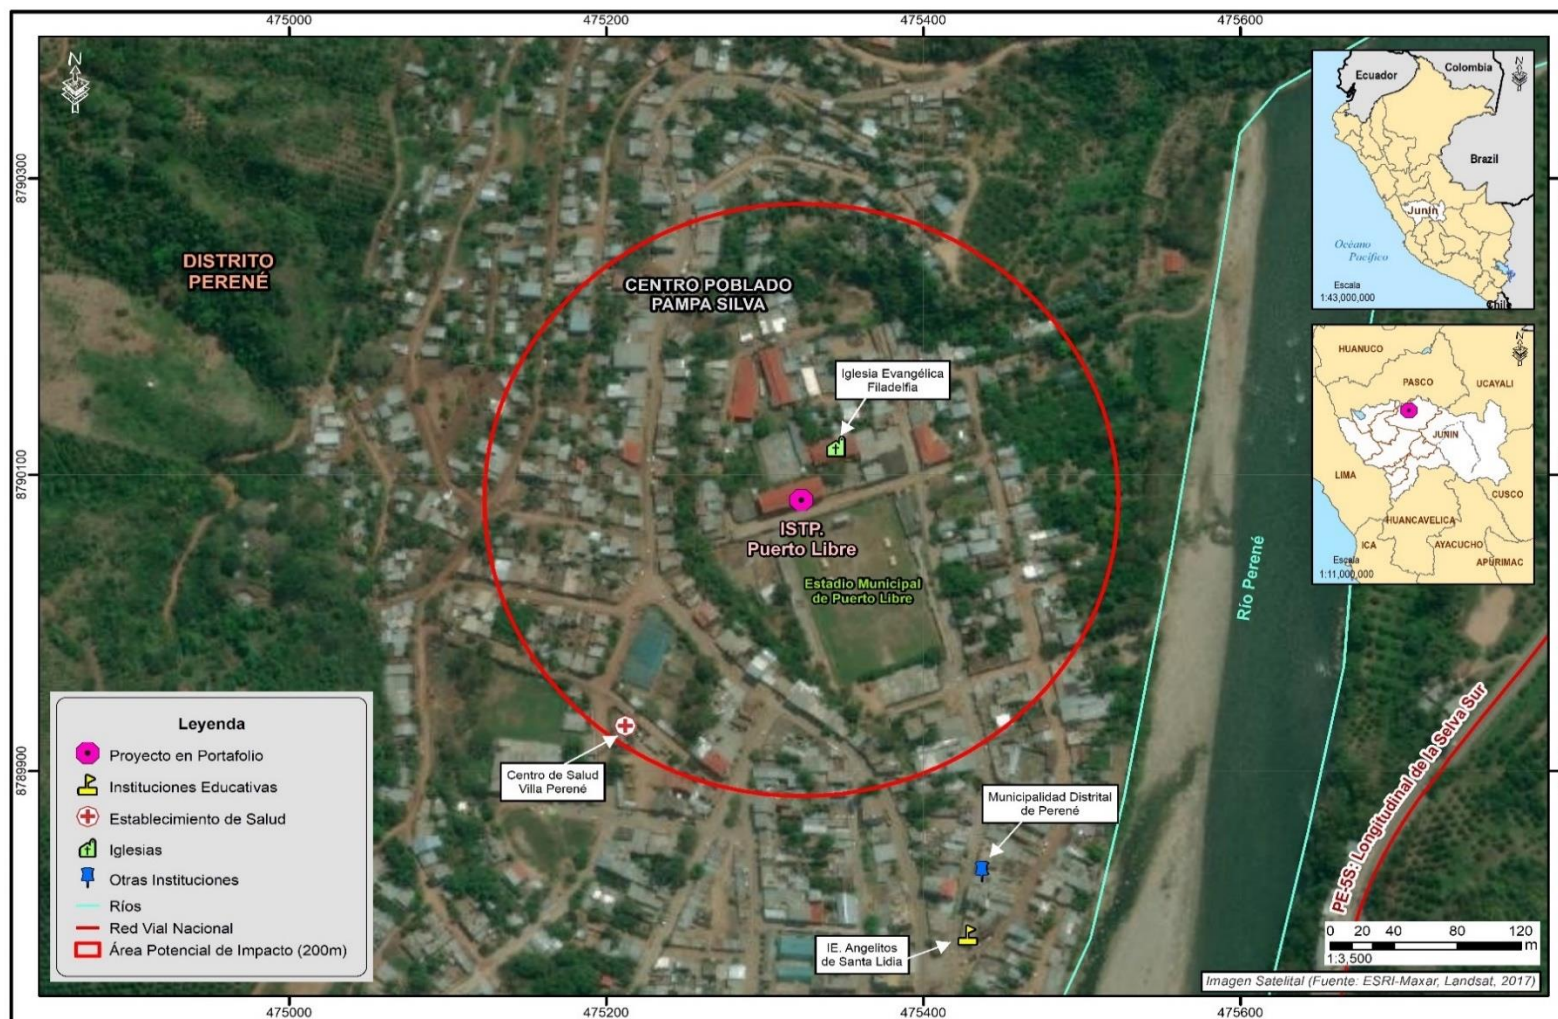 475000
475200
475400
475600
8790300
8790100
8789900
N
DISTRITO
PERENÉ
CENTRO POBLADO
PAMPA SILVA
Iglesia Evangélica
Filadelfia
ISTP.
Puerto Libre
Estadio Municipal
de Puerto Libre
Centro de Salud
Villa Perené
Municipalidad Distrital
de Perené
IE. Angelitos
de Santa Lidia
Río Perené
PE-5S: Longitudinal de la Selva Sur
Ecuador
Colombia
N
Brazil
Junín
Océano
Pacífico
Escala
1:43,000,000
Chile
HUANUCO
N
PASCO
UCAYALI
JUNIN
LIMA
CUSCO
HUANCAVELICA
ICA
AYACUCHO
APURIMAC
Escala
1:11,000,000
Leyenda
Proyecto en Portafolio
Instituciones Educativas
Establecimiento de Salud
Iglesias
Otras Instituciones
Ríos
Red Vial Nacional
Área Potencial de Impacto (200m)
0 20 40 80 120
m
1:3,500
Imagen Satelital (Fuente: ESRI-Maxar, Landsat, 2017)
475000
475200
475400
475600